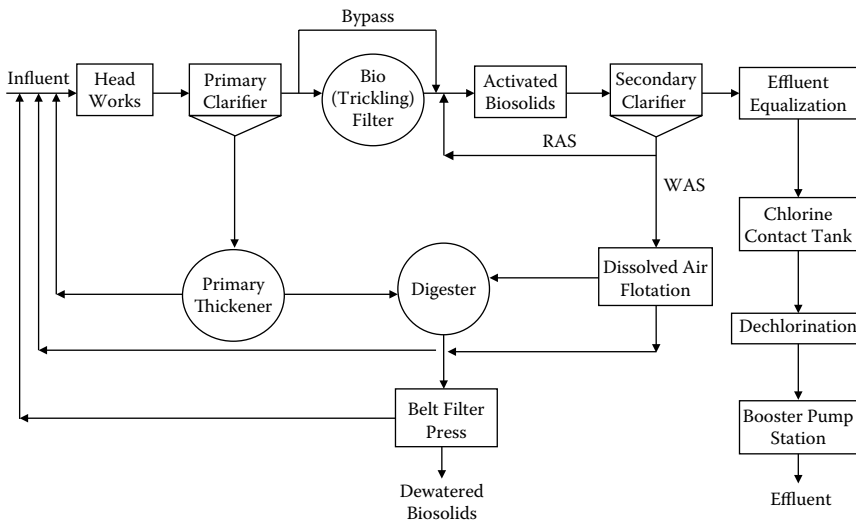 Bypass
Influent
Head
Works
Primary
Clarifier
Bio
(Trickling)
Filter
Activated
Biosolids
Secondary
Clarifier
Effluent
Equalization
RAS
WAS
Chlorine
Contact Tank
Primary
Thickener
Digester
Dissolved Air
Flotation
Dechlorination
Belt Filter
Press
Booster Pump
Station
Dewatered
Biosolids
Effluent